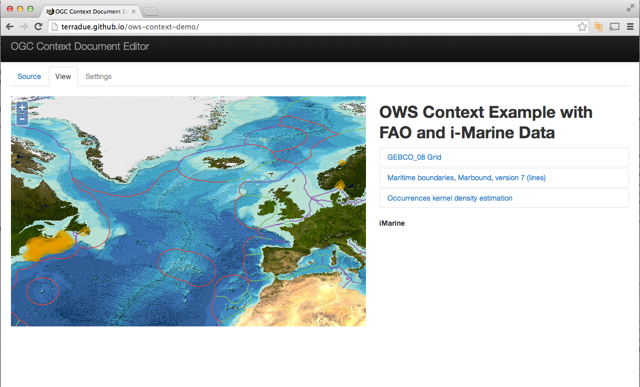 OGC Context Document E
terradue.github.io/ows-context-demo/
OGC Context Document Editor
Source
View
Settings
+
−
OWS Context Example with
FAO and i-Marine Data
GEBCO_08 Grid
Maritime boundaries, Marbound, version 7 (lines)
Occurrences kernel density estimation
iMarine